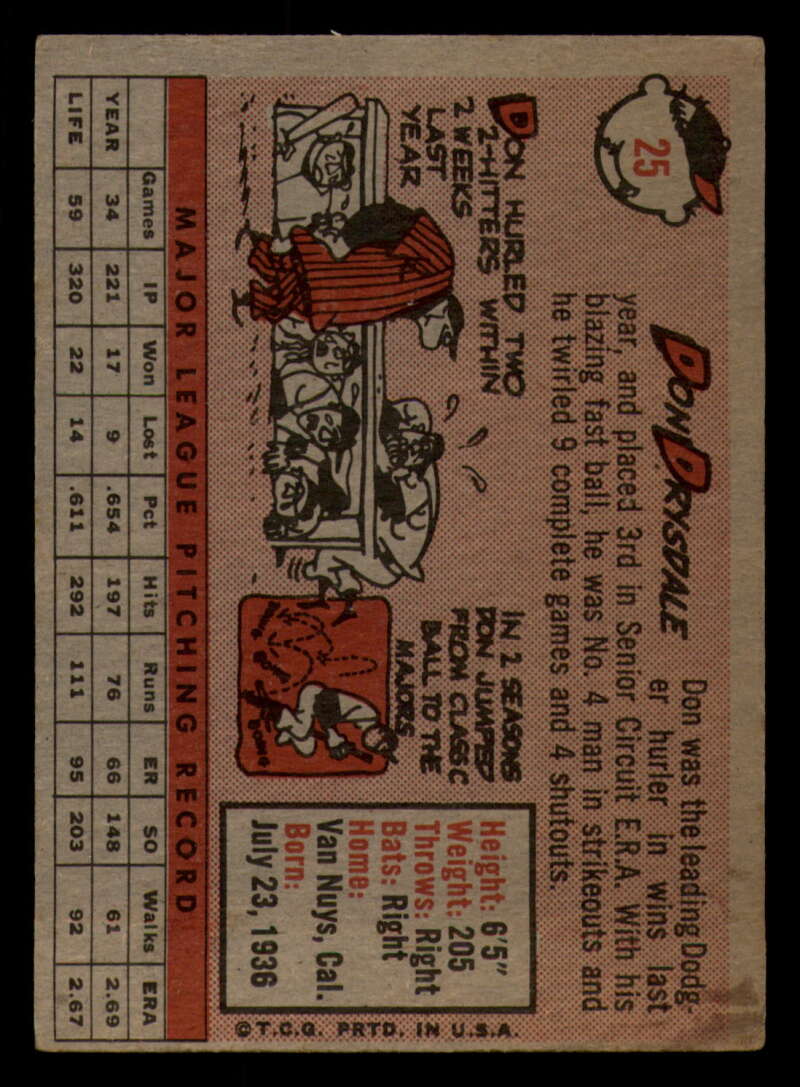 25
DON DRYSDALE
Don was the leading Dodg-
er hurler in wins last
year, and placed 3rd in Senior Circuit E.R.A. With his
blazing fast ball, he was No. 4 man in strikeouts and
he twirled 9 complete games and 4 shutouts.
DON HURLED TWO
2-HITTERS WITHIN
2 WEEKS
LAST
YEAR
IN 2 SEASONS
DON JUMPED
FROM CLASS C
BALL TO THE
MAJORS
BOING
Height: 6'5"
Weight: 205
Throws: Right
Bats: Right
Home:
Van Nuys, Cal.
Born:
July 23, 1936
© T.C.G. PRTD. IN U.S.A.
MAJOR LEAGUE PITCHING RECORD
Games IP Won Lost Pct Hits Runs ER SO Walks ERA
YEAR 34 221 17 9 .654 197 76 66 148 61 2.69
LIFE 59 320 22 14 .611 292 111 95 203 92 2.67